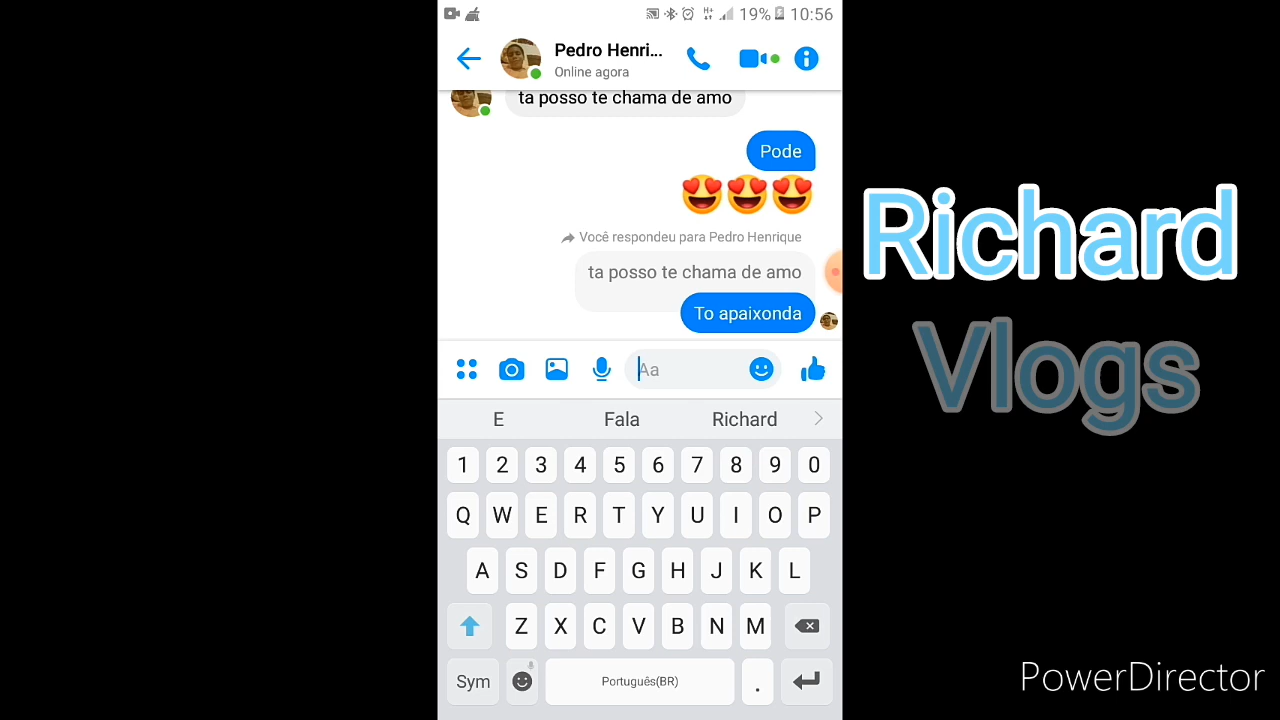 19% 10:56
Pedro Henri...
Online agora
ta posso te chama de amo
Pode
Você respondeu para Pedro Henrique
ta posso te chama de amo
To apaixonda
Aa
E Fala Richard
1 2 3 4 5 6 7 8 9 0
Q W E R T Y U I O P
A S D F G H J K L
Z X C V B N M
Sym Português(BR) .
Richard
Vlogs
PowerDirector